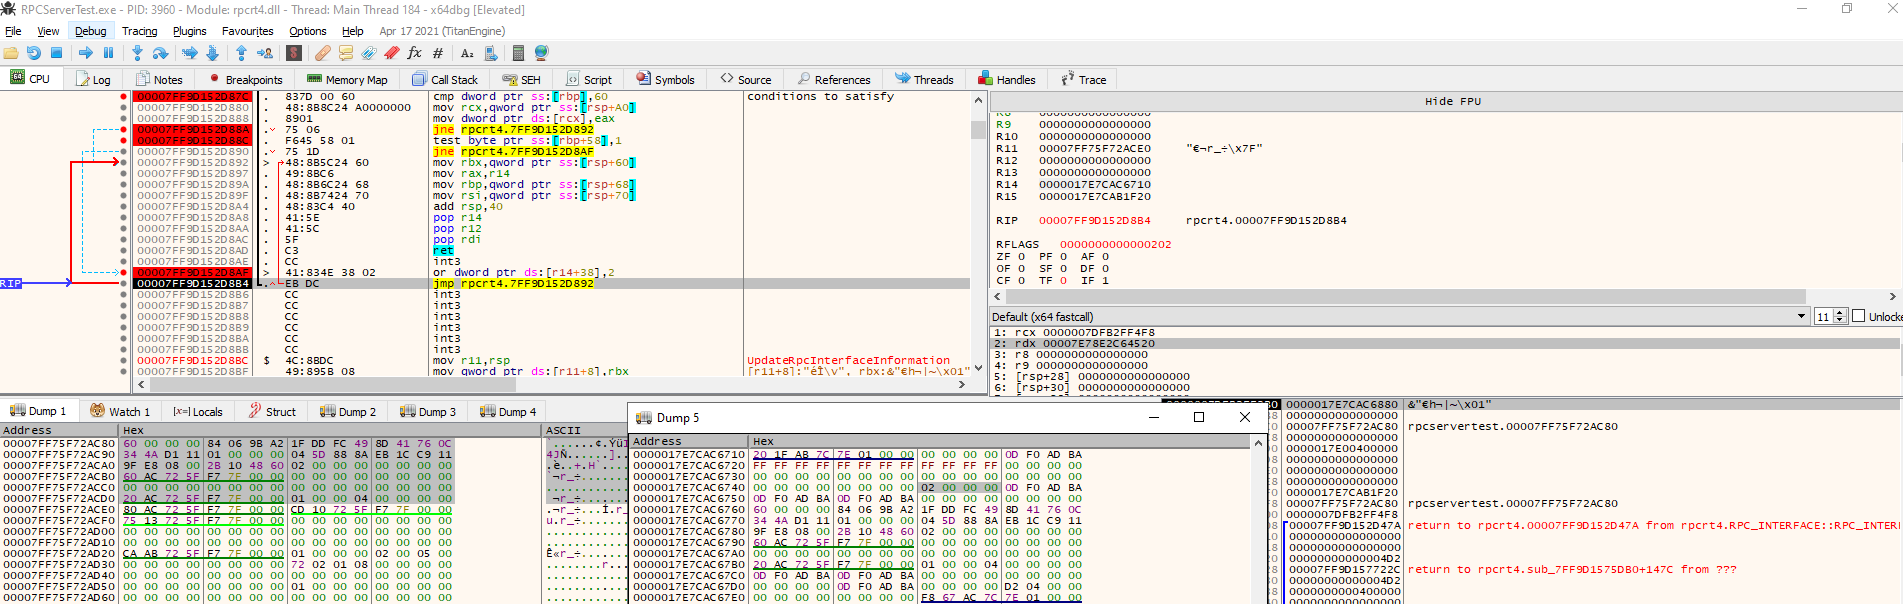 RPCServerTest.exe - PID: 3960 - Module: rpcrt4.dll - Thread: Main Thread 184 - x64dbg [Elevated]
File View Debug Tracing Plugins Favourites Options Help Apr 17 2021 (TitanEngine)
CPU Log Notes Breakpoints Memory Map Call Stack SEH Script Symbols Source References Threads Handles Trace
00007FF9D152D87C . 837D 00 60 cmp dword ptr ss:[rbp],60 conditions to satisfy
00007FF9D152D880 . 48:8B8C24 A0000000 mov rcx,qword ptr ss:[rsp+A0]
00007FF9D152D888 . 8901 mov dword ptr ds:[rcx],eax
00007FF9D152D88A . 75 06 jne rpcrt4.7FF9D152D892
00007FF9D152D88C . F645 58 01 test byte ptr ss:[rbp+58],1
00007FF9D152D890 . 75 1D jne rpcrt4.7FF9D152D8AF
00007FF9D152D892 > 48:8B5C24 60 mov rbx,qword ptr ss:[rsp+60]
00007FF9D152D897 . 49:8BC6 mov rax,r14
00007FF9D152D89A . 48:8B6C24 68 mov rbp,qword ptr ss:[rsp+68]
00007FF9D152D89F . 48:8B7424 70 mov rsi,qword ptr ss:[rsp+70]
00007FF9D152D8A4 . 48:83C4 40 add rsp,40
00007FF9D152D8A8 . 41:5E pop r14
00007FF9D152D8AA . 41:5C pop r12
00007FF9D152D8AC . 5F pop rdi
00007FF9D152D8AD . C3 ret
00007FF9D152D8AE . CC int3
00007FF9D152D8AF > 41:834E 38 02 or dword ptr ds:[r14+38],2
RIP 00007FF9D152D8B4 . EB DC jmp rpcrt4.7FF9D152D892
00007FF9D152D8B6 CC int3
00007FF9D152D8B7 CC int3
00007FF9D152D8B8 CC int3
00007FF9D152D8B9 CC int3
00007FF9D152D8BA CC int3
00007FF9D152D8BB CC int3
00007FF9D152D8BC $ 4C:8BDC mov r11,rsp UpdateRpcInterfaceInformation
00007FF9D152D8BF . 49:895B 08 mov qword ptr ds:[r11+8],rbx
Hide FPU
R8 0000000000000000
R9 0000000000000000
R10 0000000000000000
R11 00007FF75F72ACE0 "€¬r_÷\x7F"
R12 0000000000000000
R13 0000000000000000
R14 0000017E7CAC6710
R15 0000017E7CAB1F20
RIP 00007FF9D152D8B4 rpcrt4.00007FF9D152D8B4
RFLAGS 0000000000000202
ZF 0 PF 0 AF 0
OF 0 SF 0 DF 0
CF 0 TF 0 IF 1
Default (x64 fastcall) 11 Unlocke
1: rcx 0000007DFB2FF4F8
2: rdx 00007E78E2C64520
3: r8 0000000000000000
4: r9 0000000000000000
5: [rsp+28] 0000000000000000
6: [rsp+30] 0000000000000000
Dump 1 Watch 1 [x=] Locals Struct Dump 2 Dump 3 Dump 4
Address Hex ASCII
00007FF75F72AC80 60 00 00 00 84 06 9B A2 1F DD FC 49 8D 41 76 0C
00007FF75F72AC90 34 4A D1 11 01 00 00 00 04 5D 88 8A EB 1C C9 11
00007FF75F72ACA0 9F E8 08 00 2B 10 48 60 02 00 00 00 00 00 00 00
00007FF75F72ACB0 60 AC 72 5F F7 7F 00 00 00 00 00 00 00 00 00 00
00007FF75F72ACC0 00 00 00 00 00 00 00 00 00 00 00 00 00 00 00 00
00007FF75F72ACD0 20 AC 72 5F F7 7F 00 00 01 00 00 04 00 00 00 00
00007FF75F72ACE0 80 AC 72 5F F7 7F 00 00 CD 10 72 5F F7 7F 00 00
00007FF75F72ACF0 75 13 72 5F F7 7F 00 00 00 00 00 00 00 00 00 00
00007FF75F72AD00 00 00 00 00 00 00 00 00 00 00 00 00 00 00 00 00
00007FF75F72AD10 00 00 00 00 00 00 00 00 00 00 00 00 00 00 00 00
00007FF75F72AD20 CA AB 72 5F F7 7F 00 00 01 00 00 00 02 00 05 00
00007FF75F72AD30 00 00 00 00 00 00 00 00 72 02 01 08 00 00 00 00
00007FF75F72AD40 00 00 00 00 00 00 00 00 00 00 00 00 00 00 00 00
00007FF75F72AD50 00 00 00 00 00 00 00 00 01 00 00 00 00 00 00 00
00007FF75F72AD60 00 00 00 00 00 00 00 00 00 00 00 00 00 00 00 00
Dump 5
Address Hex
0000017E7CAC6710 20 1F AB 7C 7E 01 00 00 00 00 00 00 0D F0 AD BA
0000017E7CAC6720 FF FF FF FF FF FF FF FF FF FF FF FF 00 00 00 00
0000017E7CAC6730 00 00 00 00 00 00 00 00 00 00 00 00 00 00 00 00
0000017E7CAC6740 00 00 00 00 00 00 00 00 02 00 00 00 0D F0 AD BA
0000017E7CAC6750 0D F0 AD BA 0D F0 AD BA 00 00 00 00 00 00 00 00
0000017E7CAC6760 60 00 00 00 84 06 9B A2 1F DD FC 49 8D 41 76 0C
0000017E7CAC6770 34 4A D1 11 01 00 00 00 04 5D 88 8A EB 1C C9 11
0000017E7CAC6780 9F E8 08 00 2B 10 48 60 02 00 00 00 00 00 00 00
0000017E7CAC6790 60 AC 72 5F F7 7F 00 00 00 00 00 00 00 00 00 00
0000017E7CAC67A0 00 00 00 00 00 00 00 00 00 00 00 00 00 00 00 00
0000017E7CAC67B0 20 AC 72 5F F7 7F 00 00 01 00 00 04 00 00 00 00
0000017E7CAC67C0 0D F0 AD BA 0D F0 AD BA 00 00 00 00 00 00 00 00
0000017E7CAC67D0 00 00 00 00 0D F0 AD BA 00 00 00 00 D2 04 00 00
0000017E7CAC67E0 00 00 00 00 00 00 00 00 F8 67 AC 7C 7E 01 00 00
0000017E7CAC6880 &"€h¬|~\x01"
0000000000000000
00007FF75F72AC80 rpcservertest.00007FF75F72AC80
0000000000000000
0000017E00400000
0000000000000000
0000000000000000
0000000000000000
0000017E7CAB1F20
00007FF75F72AC80 rpcservertest.00007FF75F72AC80
0000007DFB2FF4F8
00007FF9D152D47A return to rpcrt4.00007FF9D152D47A from rpcrt4.RPC_INTERFACE::RPC_INTERF
0000000000000000
0000000000000000
00000000000004D2
00007FF9D157722C return to rpcrt4.sub_7FF9D1575DB0+147C from ???
00000000000004D2
0000000000400000
0000000000000000